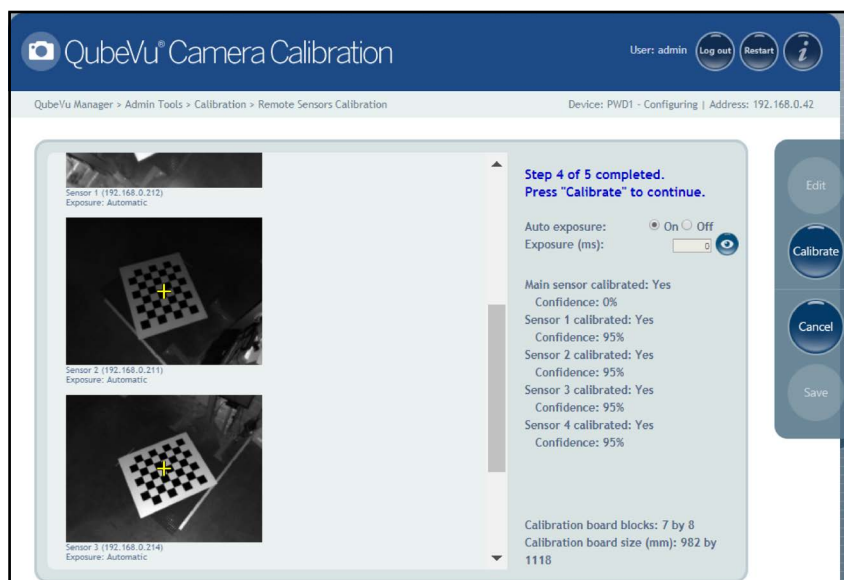 QubeVu® Camera Calibration
User: admin
Log out
Restart
i
QubeVu Manager > Admin Tools > Calibration > Remote Sensors Calibration
Device: PWD1 - Configuring | Address: 192.168.0.42
Sensor 1 (192.168.0.212)
Exposure: Automatic
Sensor 2 (192.168.0.211)
Exposure: Automatic
Sensor 3 (192.168.0.214)
Exposure: Automatic
Step 4 of 5 completed.
Press "Calibrate" to continue.
Auto exposure: On Off
Exposure (ms): 0
Main sensor calibrated: Yes
Confidence: 0%
Sensor 1 calibrated: Yes
Confidence: 95%
Sensor 2 calibrated: Yes
Confidence: 95%
Sensor 3 calibrated: Yes
Confidence: 95%
Sensor 4 calibrated: Yes
Confidence: 95%
Calibration board blocks: 7 by 8
Calibration board size (mm): 982 by
1118
Edit
Calibrate
Cancel
Save